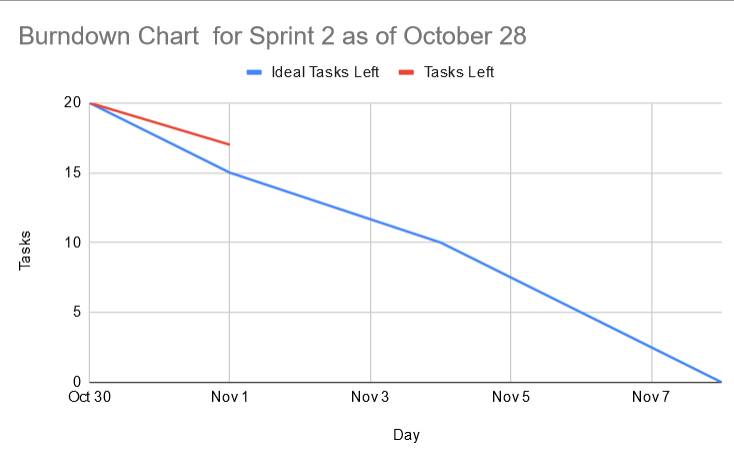 Burndown Chart  for Sprint 2 as of October 28
Ideal Tasks Left Tasks Left
20
15
10
5
0
Tasks
Oct 30 Nov 1 Nov 3 Nov 5 Nov 7
Day